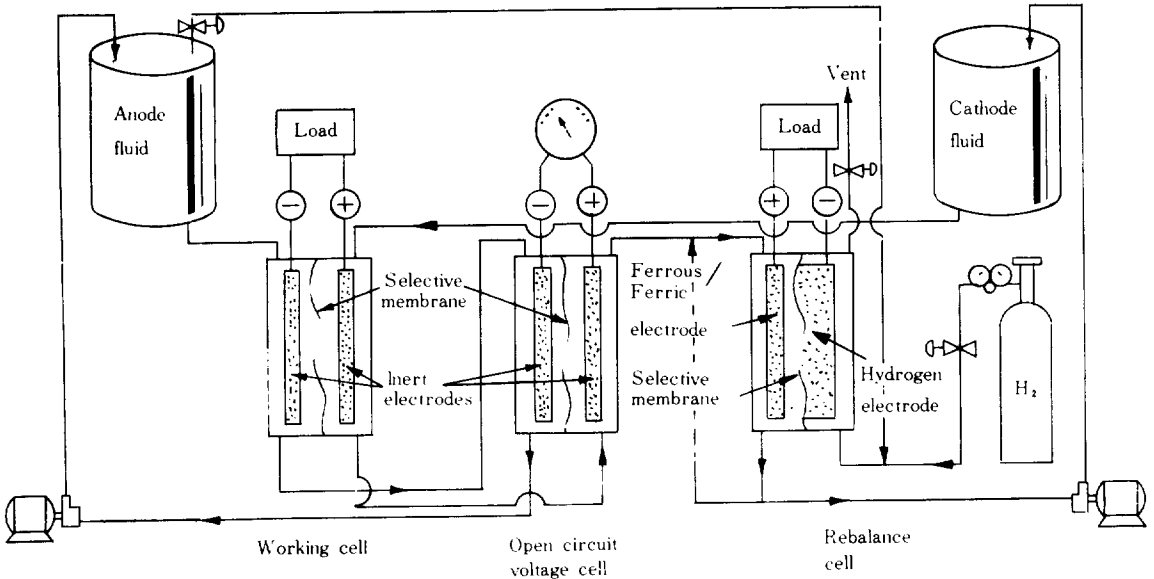 Anode
fluid
Load
Load
Vent
Cathode
fluid
−
+
−
+
+
−
Selective
membrane
Inert
electrodes
Ferrous /
Ferric
electrode
Selective
membrane
Hydrogen
electrode
H₂
Working cell
Open circuit
voltage cell
Rebalance
cell